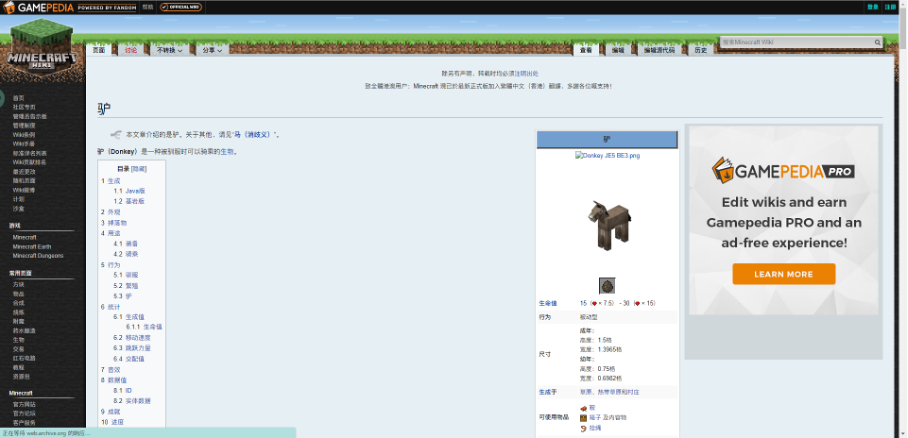 GAMEPEDIA POWERED BY FANDOM 帮助 OFFICIAL WIKI 登录 注册
MINECRAFT
WIKI
页面 讨论 不转换 分享 查看 编辑 编辑源代码 历史 搜索Minecraft Wiki
除另有声明，转载时均必须注明出处
致全體港澳用戶：Minecraft 現已於最新正式版加入繁體中文（香港）翻譯，多謝各位嘅支持！
首页
社区专页
管理员告示板
管理制度
Wiki条例
Wiki手册
标准译名列表
Wiki贡献排名
最近更改
随机页面
Wiki微博
计划
沙盒
游戏
Minecraft
Minecraft Earth
Minecraft Dungeons
常用页面
方块
物品
合成
烧炼
附魔
药水酿造
生物
交易
红石电路
教程
资源包
Minecraft
官方网站
官方论坛
客户服务
正在等待 web.archive.org 的响应...
驴
本文章介绍的是驴。关于其他，请见“马（消歧义）”。
驴（Donkey）是一种被驯服时可以骑乘的生物。
目录 [隐藏]
1 生成
1.1 Java版
1.2 基岩版
2 外观
3 掉落物
4 用途
4.1 装备
4.2 骑乘
5 行为
5.1 驯服
5.2 繁殖
5.3 驴
6 统计
6.1 生成值
6.1.1 生命值
6.2 移动速度
6.3 跳跃力量
6.4 交配值
7 音效
8 数据值
8.1 ID
8.2 实体数据
9 成就
10 进度
驴
Donkey JE5 BE3.png
生命值 15（ × 7.5） - 30（ × 15）
行为 被动型
尺寸
成年：
高度：1.5格
宽度：1.3965格
幼年：
高度：0.75格
宽度：0.6982格
生成于 草原、热带草原和村庄
可使用物品
鞍
箱子 至内容物
拴绳
GAMEPEDIA PRO
Edit wikis and earn
Gamepedia PRO and an
ad-free experience!
LEARN MORE